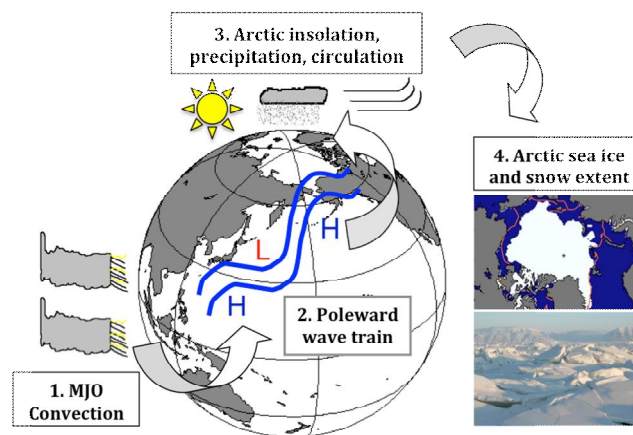 3. Arctic insolation,
precipitation, circulation
4. Arctic sea ice
and snow extent
L
H
H
2. Poleward
wave train
1. MJO
Convection